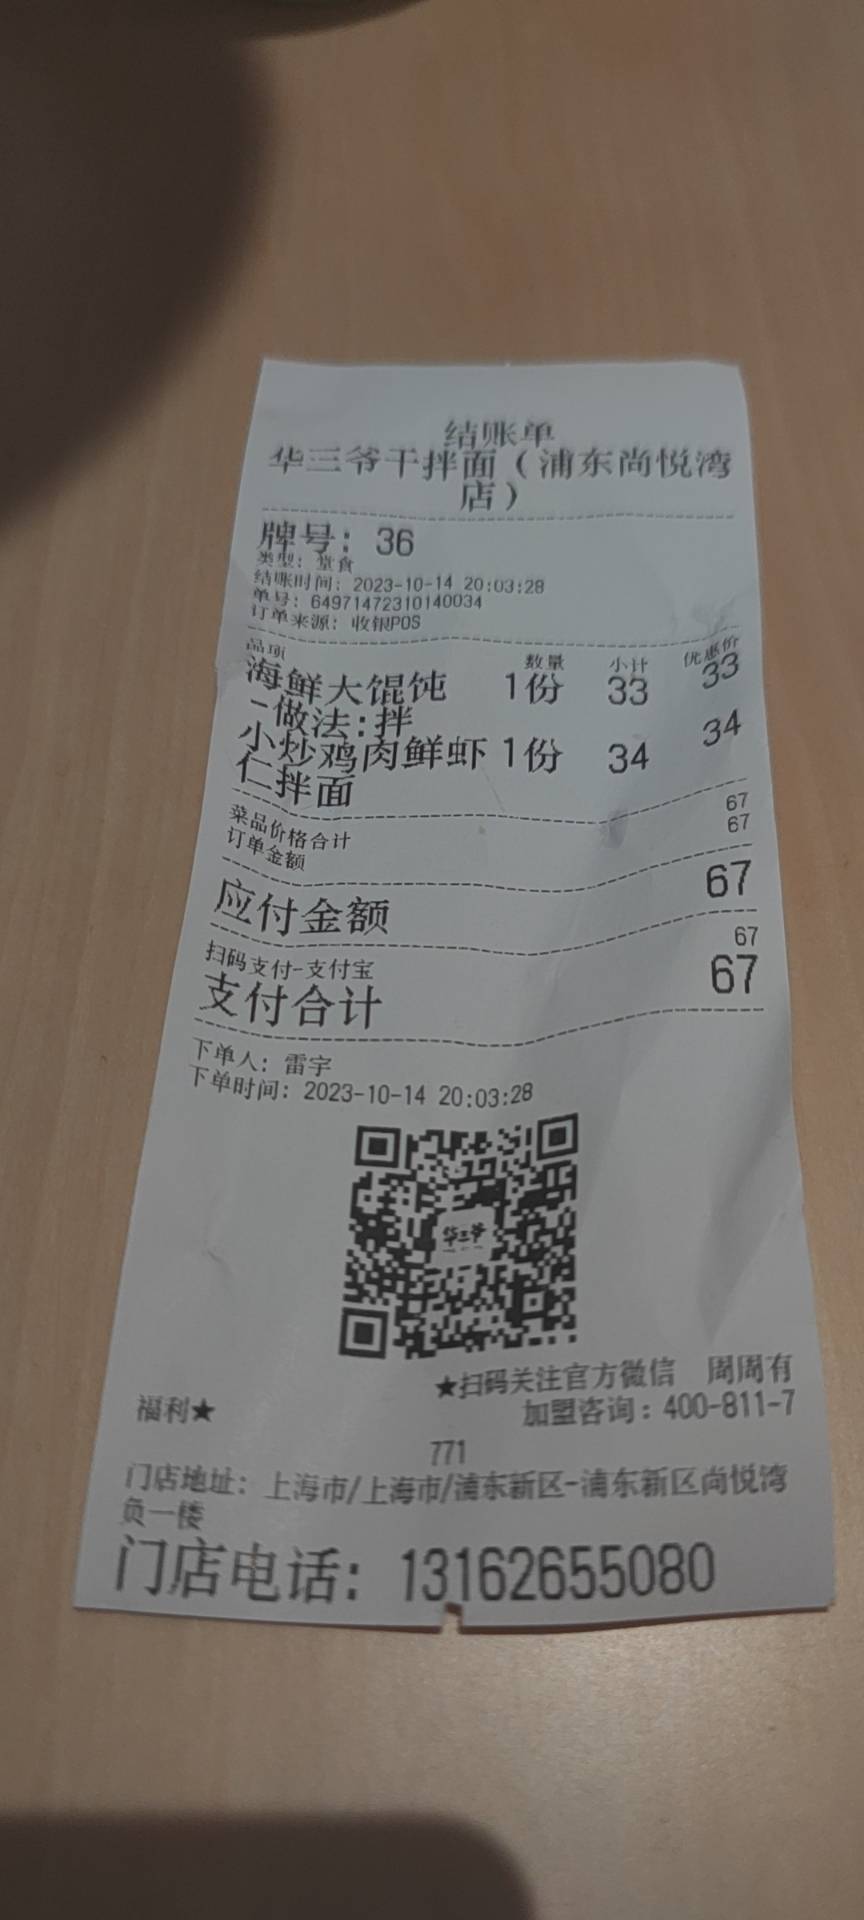 结账单
华三爷干拌面（浦东尚悦湾
店）
牌号：36
类型：堂食
结账时间：2023-10-14 20:03:28
单号：64971472310140034
订单来源：收银POS
品项 数量 小计 优惠价
海鲜大馄饨 1份 33 33
-做法:拌
小炒鸡肉鲜虾 1份 34 34
仁拌面
菜品价格合计 67
订单金额 67
应付金额 67
扫码支付-支付宝 67
支付合计 67
下单人：雷宇
下单时间：2023-10-14 20:03:28
华三爷
★扫码关注官方微信 周周有
福利★ 加盟咨询：400-811-7
771
门店地址：上海市/上海市/浦东新区-浦东新区尚悦湾
负一楼
门店电话：13162655080